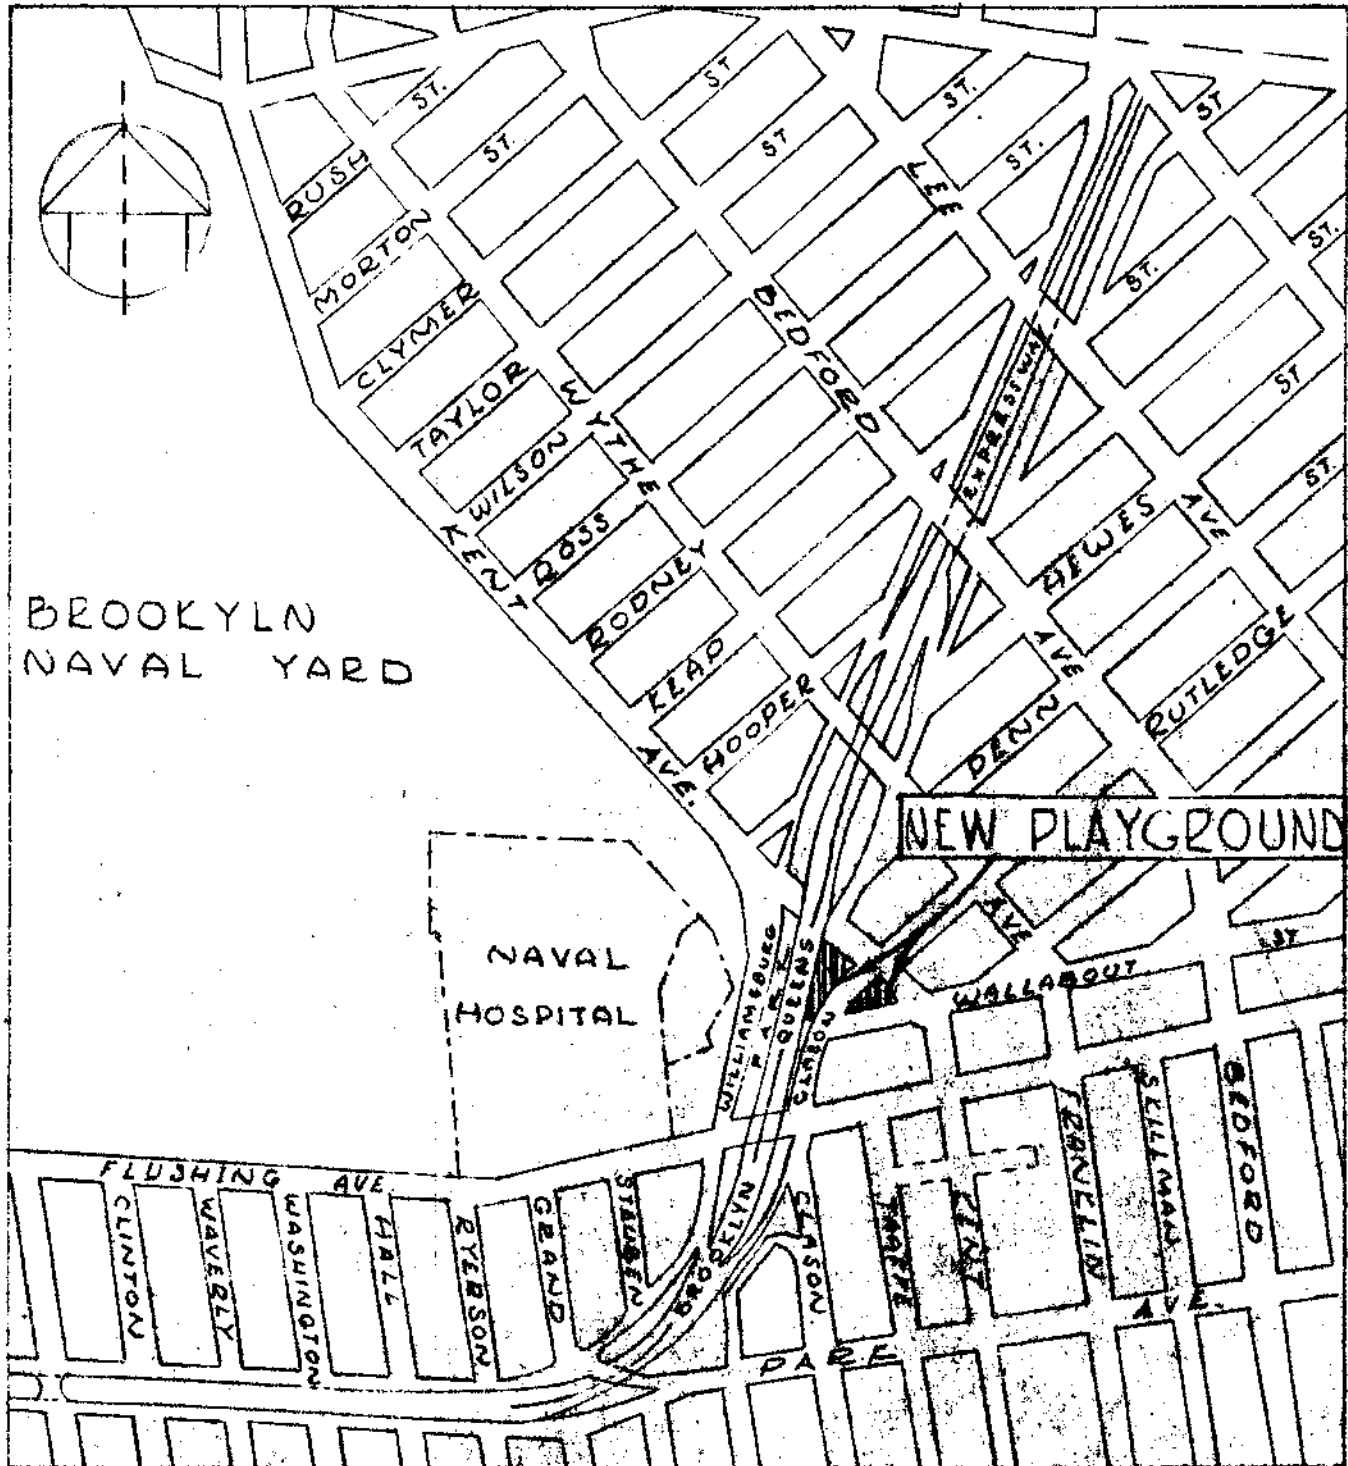 ST.
ST
ST.
ST
ST.
ST
ST.
RUSH
LEE
MORTON
ST.
ST.
CLYMER
BEDFORD
EXPRESSWAY
TAYLOR
WYTHE
ST
WILSON
ST.
KENT
ROSS
HEWES
AVE
RODNEY
BROOKYLN
NAVAL YARD
KEAP
AVE
RUTLEDGE
HOOPER
PENN
AVE.
NEW PLAYGROUND
AVE
ST
NAVAL
HOSPITAL
WILLIAMSBURG
QUEENS
WALLABOUT
CLASON
FLUSHING AVE.
CLINTON
WAVERLY
WASHINGTON
HALL
RYERSON
GRAND
STEUBEN
BROOKLYN
CLASON
TAAFFE
KENT
FRANKLIN
SKILLMAN
BEDFORD
PARK
AVE.